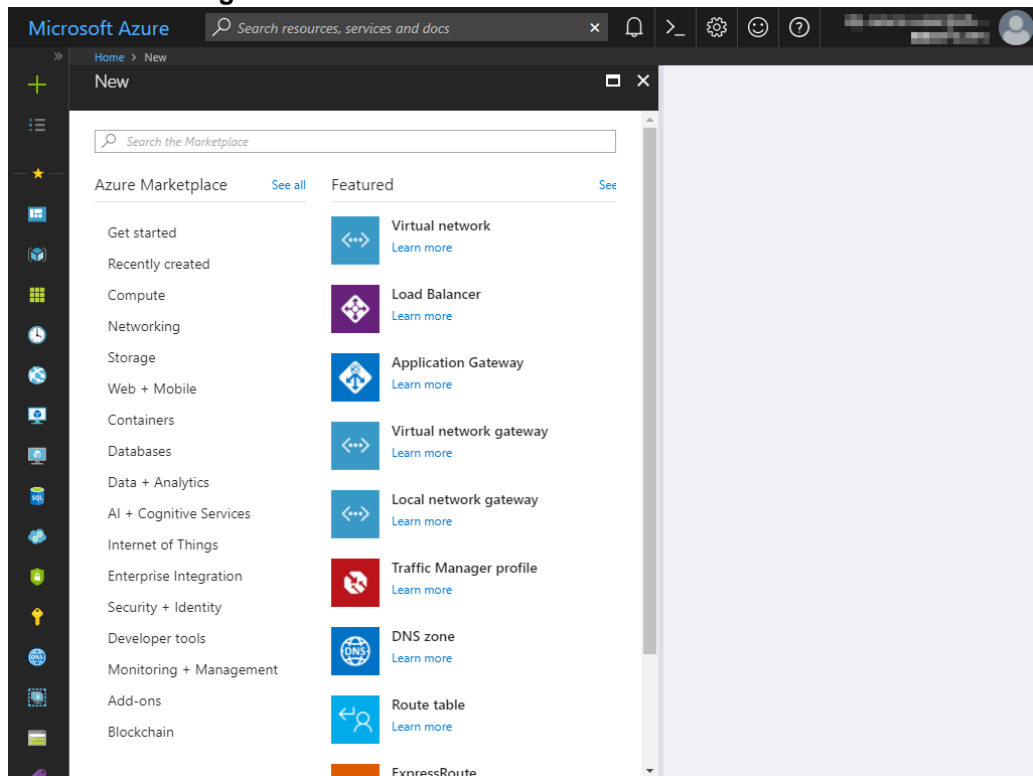 Microsoft Azure
Search resources, services and docs
Home > New
New
Search the Marketplace
Azure Marketplace
See all
Get started
Recently created
Compute
Networking
Storage
Web + Mobile
Containers
Databases
Data + Analytics
AI + Cognitive Services
Internet of Things
Enterprise Integration
Security + Identity
Developer tools
Monitoring + Management
Add-ons
Blockchain
Featured
See
Virtual network
Learn more
Load Balancer
Learn more
Application Gateway
Learn more
Virtual network gateway
Learn more
Local network gateway
Learn more
Traffic Manager profile
Learn more
DNS zone
Learn more
Route table
Learn more
ExpressRoute
SQL
DNS
DNS